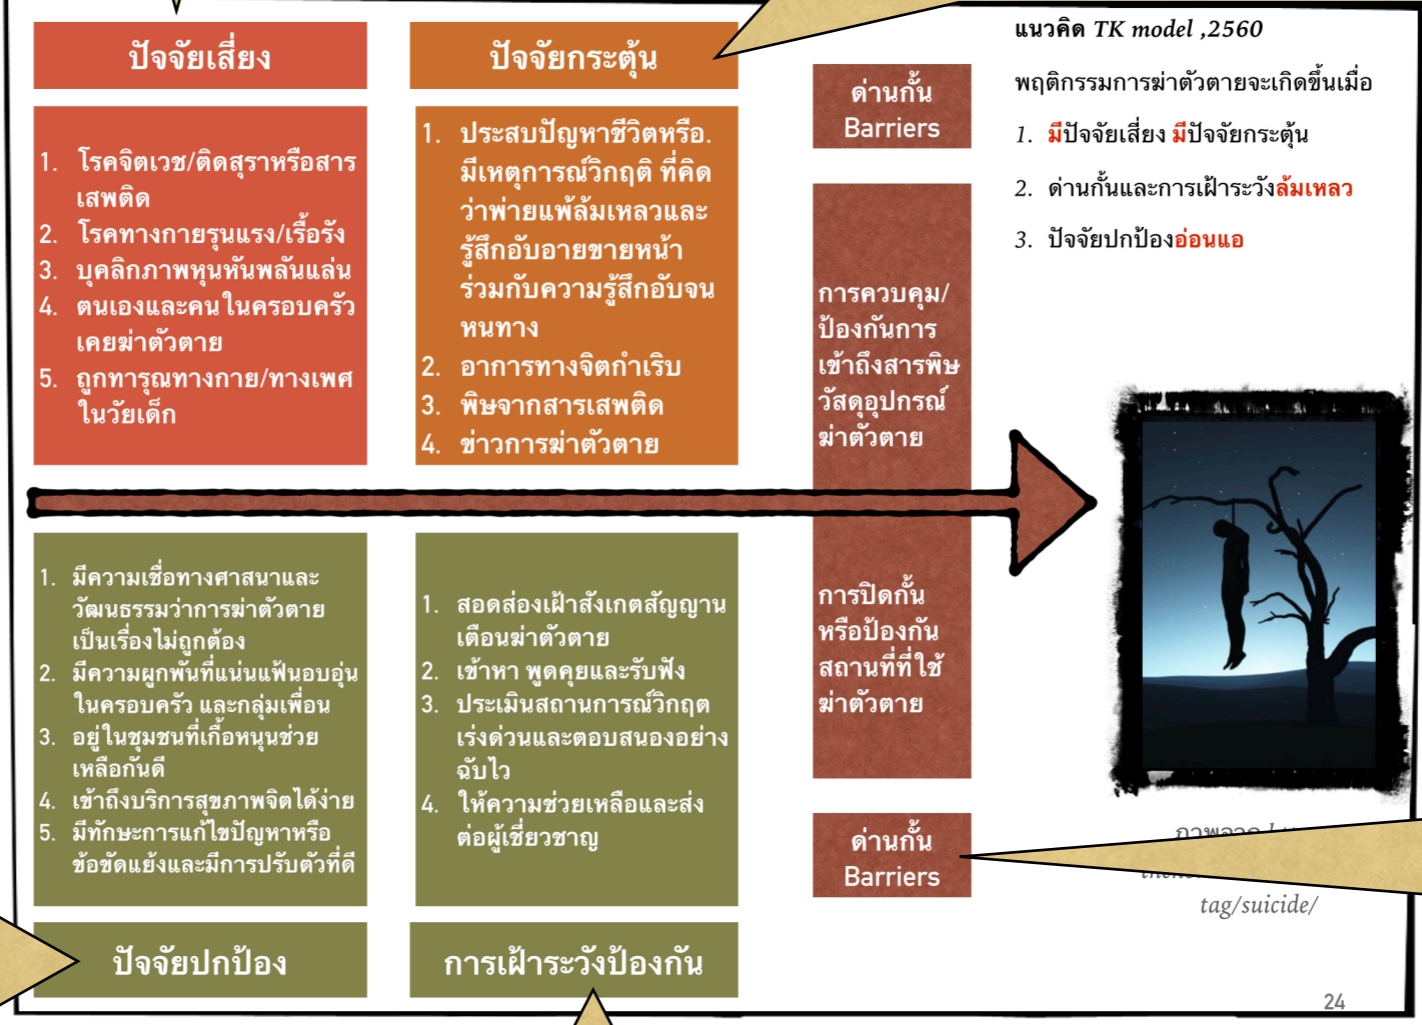 ปัจจัยเสี่ยง
1. โรคจิตเวช/ติดสุราหรือสาร
เสพติด
2. โรคทางกายรุนแรง/เรื้อรัง
3. บุคลิกภาพหุนหันพลันแล่น
4. ตนเองและคนในครอบครัว
เคยฆ่าตัวตาย
5. ถูกทารุณทางกาย/ทางเพศ
ในวัยเด็ก
ปัจจัยกระตุ้น
1. ประสบปัญหาชีวิตหรือ.
มีเหตุการณ์วิกฤติ ที่คิด
ว่าพ่ายแพ้ล้มเหลวและ
รู้สึกอับอายขายหน้า
ร่วมกับความรู้สึกอับจน
หนทาง
2. อาการทางจิตกำเริบ
3. พิษจากสารเสพติด
4. ข่าวการฆ่าตัวตาย
ด่านกั้น
Barriers
การควบคุม/
ป้องกันการ
เข้าถึงสารพิษ
วัสดุอุปกรณ์
ฆ่าตัวตาย
แนวคิด TK model ,2560
พฤติกรรมการฆ่าตัวตายจะเกิดขึ้นเมื่อ
1. มีปัจจัยเสี่ยง มีปัจจัยกระตุ้น
2. ด่านกั้นและการเฝ้าระวังล้มเหลว
3. ปัจจัยปกป้องอ่อนแอ
1. มีความเชื่อทางศาสนาและ
วัฒนธรรมว่าการฆ่าตัวตาย
เป็นเรื่องไม่ถูกต้อง
2. มีความผูกพันที่แน่นแฟ้นอบอุ่น
ในครอบครัว และกลุ่มเพื่อน
3. อยู่ในชุมชนที่เกื้อหนุนช่วย
เหลือกันดี
4. เข้าถึงบริการสุขภาพจิตได้ง่าย
5. มีทักษะการแก้ไขปัญหาหรือ
ข้อขัดแย้งและมีการปรับตัวที่ดี
ปัจจัยปกป้อง
1. สอดส่องเฝ้าสังเกตสัญญาน
เตือนฆ่าตัวตาย
2. เข้าหา พูดคุยและรับฟัง
3. ประเมินสถานการณ์วิกฤต
เร่งด่วนและตอบสนองอย่าง
ฉับไว
4. ให้ความช่วยเหลือและส่ง
ต่อผู้เชี่ยวชาญ
การเฝ้าระวังป้องกัน
การปิดกั้น
หรือป้องกัน
สถานที่ที่ใช้
ฆ่าตัวตาย
ด่านกั้น
Barriers
tag/suicide/
24